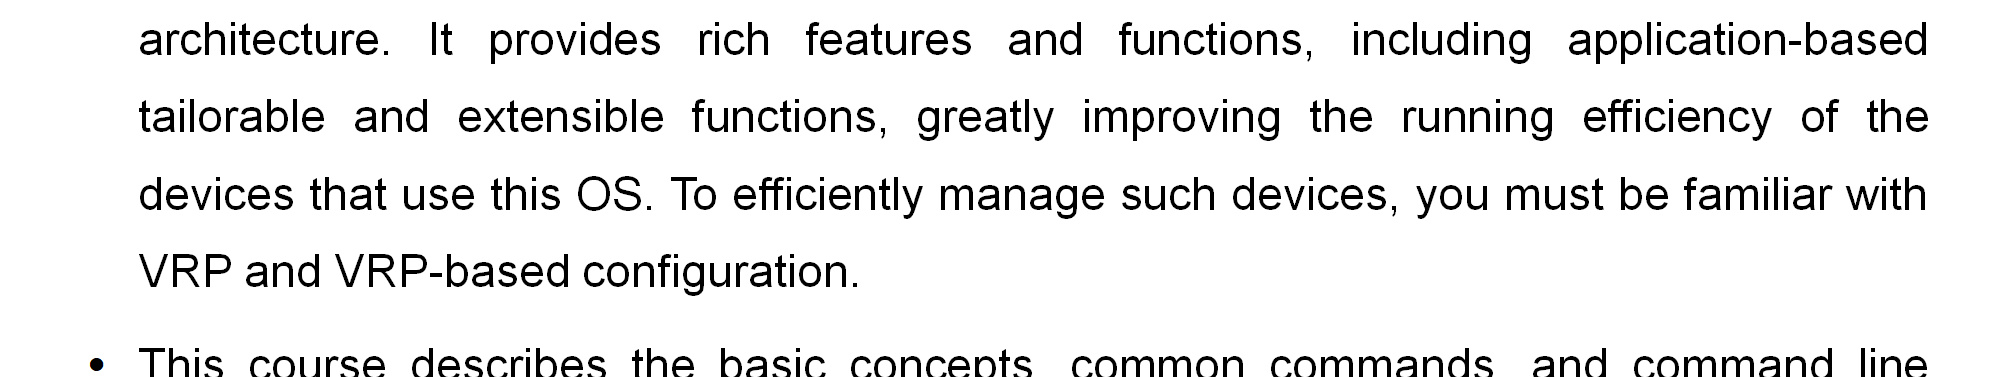 architecture. It provides rich features and functions, including application-based
tailorable and extensible functions, greatly improving the running efficiency of the
devices that use this OS. To efficiently manage such devices, you must be familiar with
VRP and VRP-based configuration.
• This course describes the basic concepts, common commands, and command line